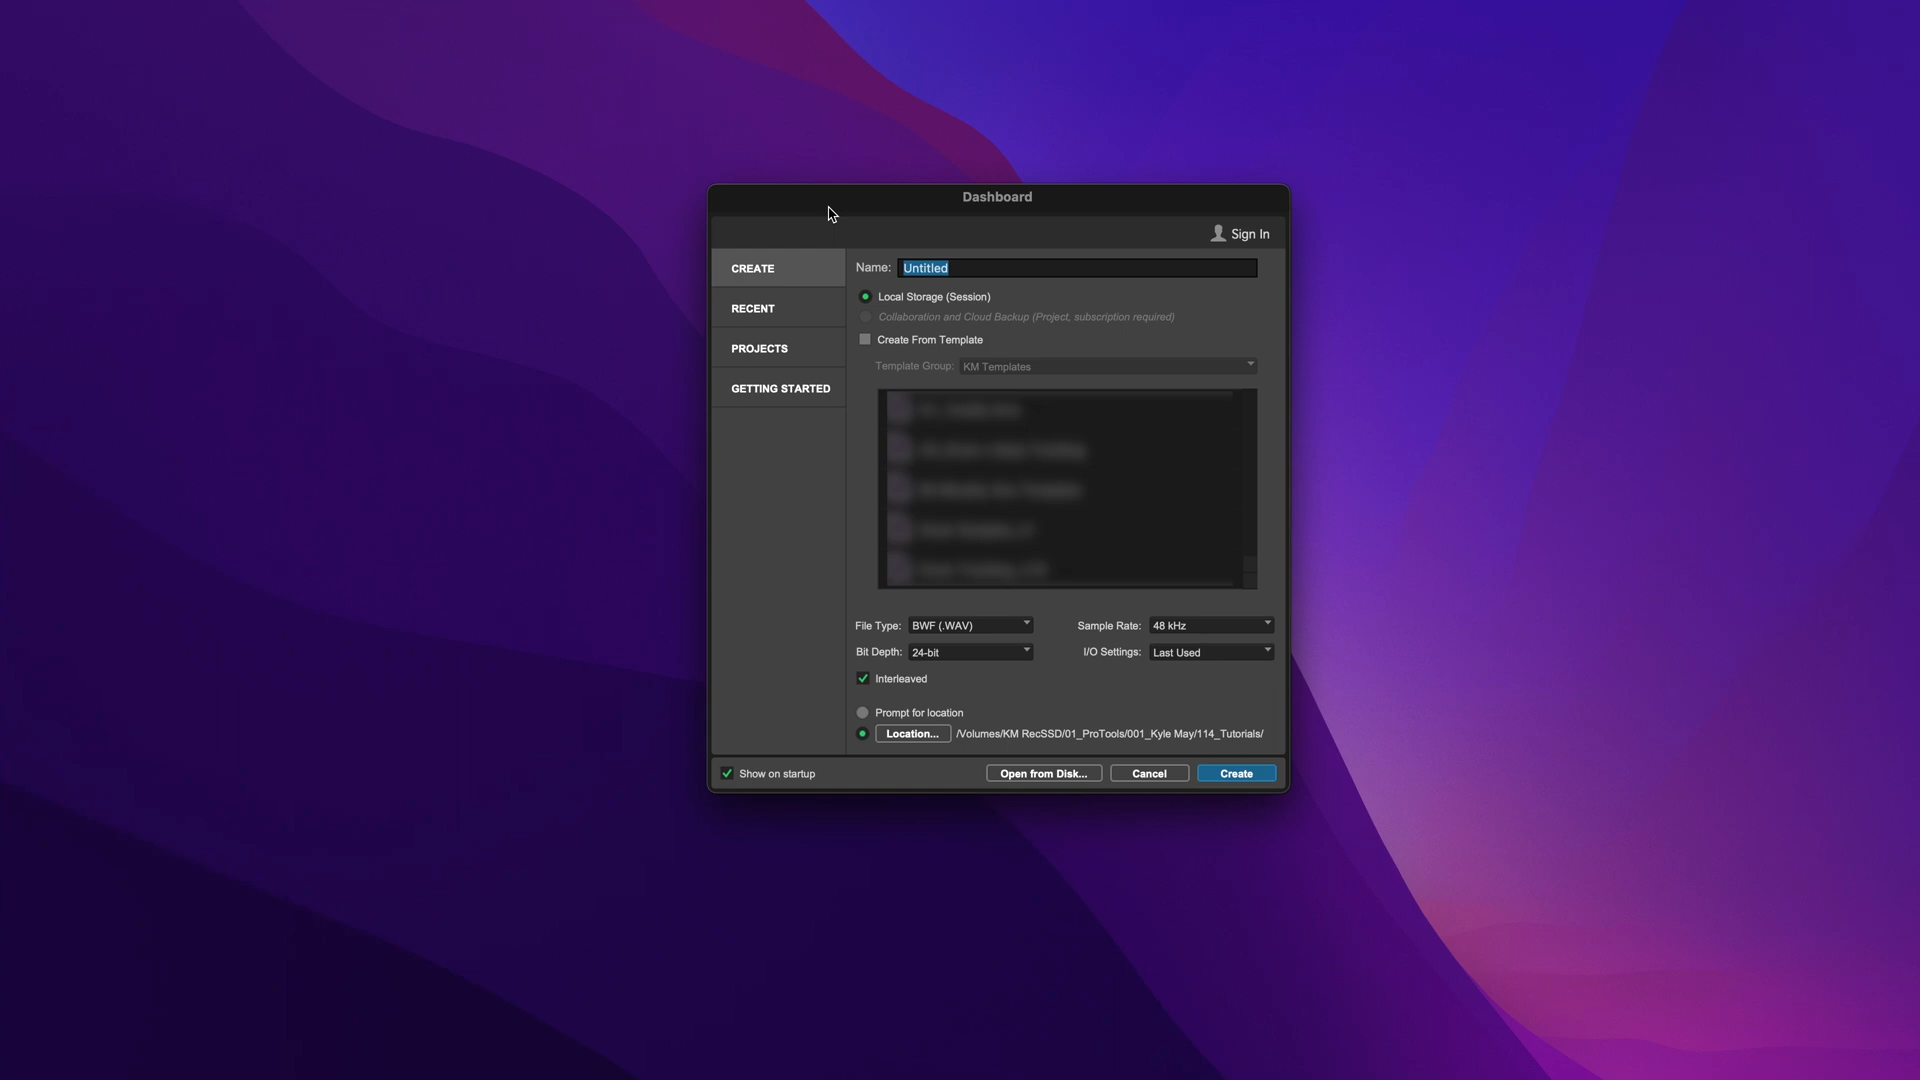 Dashboard
Sign In
CREATE
RECENT
PROJECTS
GETTING STARTED
Name: Untitled
Local Storage (Session)
Collaboration and Cloud Backup (Project, subscription required)
Create From Template
Template Group: KM Templates
File Type: BWF (.WAV)
Sample Rate: 48 kHz
Bit Depth: 24-bit
I/O Settings: Last Used
Interleaved
Prompt for location
Location... /Volumes/KM RecSSD/01_ProTools/001_Kyle May/114_Tutorials/
Show on startup
Open from Disk...
Cancel
Create